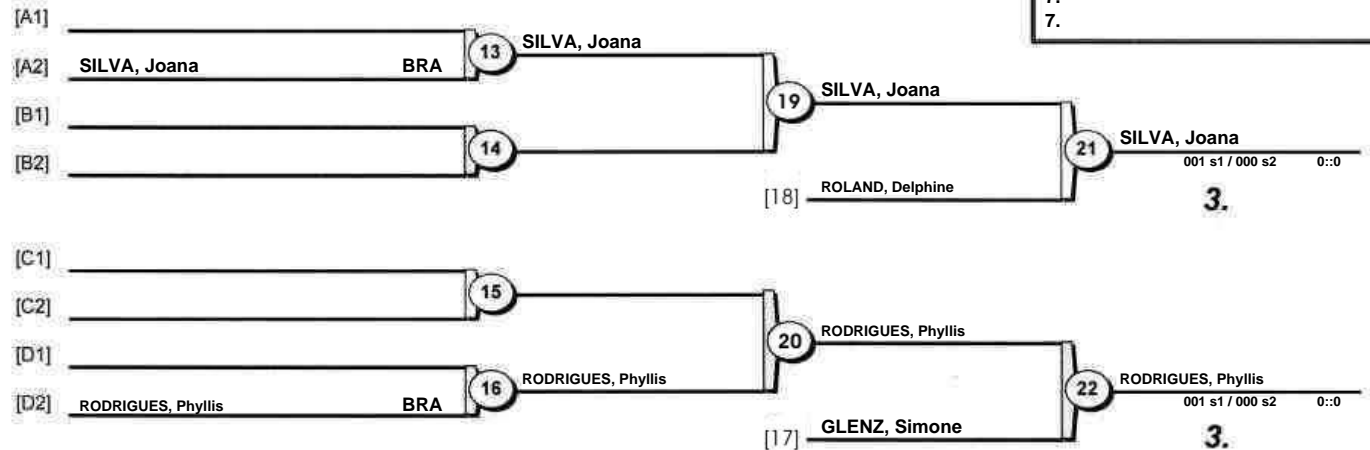 7.
[A1]
13 SILVA, Joana
[A2] SILVA, Joana BRA
19 SILVA, Joana
[B1]
21 SILVA, Joana
14
001 s1 / 000 s2 0::0
[B2]
[18] ROLAND, Delphine
3.
[C1]
15
[C2]
20 RODRIGUES, Phyllis
[D1]
16 RODRIGUES, Phyllis
22 RODRIGUES, Phyllis
[D2] RODRIGUES, Phyllis BRA
001 s1 / 000 s2 0::0
[17] GLENZ, Simone
3.